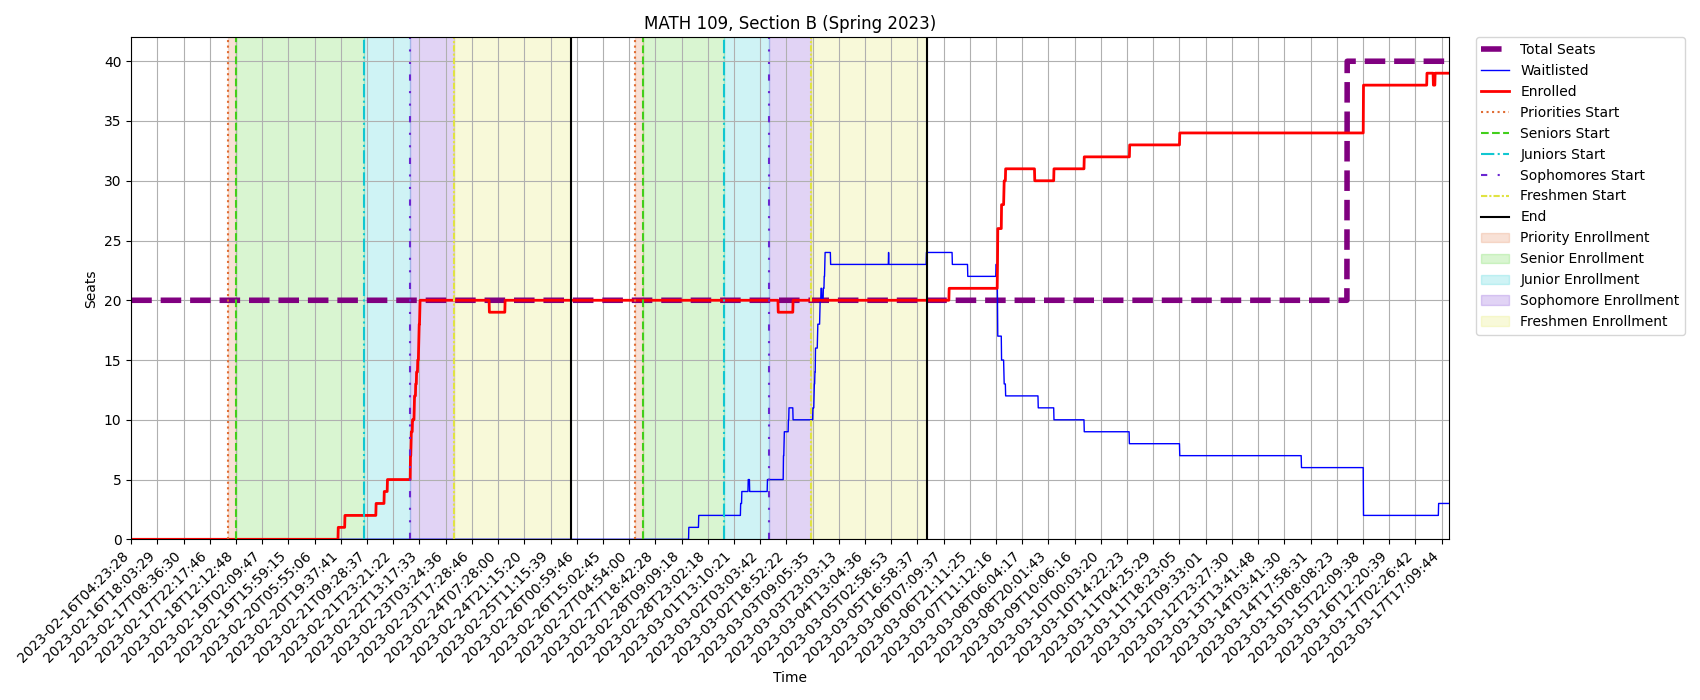 MATH 109, Section B (Spring 2023)
Seats
40
35
30
25
20
15
10
5
0
2023-02-16T04:23:28
2023-02-16T18:03:29
2023-02-17T08:36:30
2023-02-17T22:17:46
2023-02-18T12:12:48
2023-02-19T02:09:47
2023-02-19T15:59:15
2023-02-20T05:55:06
2023-02-20T19:37:41
2023-02-21T09:28:37
2023-02-21T23:21:22
2023-02-22T13:17:33
2023-02-23T03:24:36
2023-02-23T17:28:46
2023-02-24T07:28:00
2023-02-24T21:15:20
2023-02-25T11:15:39
2023-02-26T00:59:46
2023-02-26T15:02:45
2023-02-27T04:54:00
2023-02-27T18:42:28
2023-02-28T09:09:18
2023-02-28T23:02:18
2023-03-01T13:10:21
2023-03-02T03:03:42
2023-03-02T18:52:22
2023-03-03T09:05:35
2023-03-03T23:03:13
2023-03-04T13:04:36
2023-03-05T02:58:53
2023-03-05T16:58:37
2023-03-06T07:09:37
2023-03-06T21:11:25
2023-03-07T11:12:16
2023-03-08T06:04:17
2023-03-08T20:01:43
2023-03-09T10:06:16
2023-03-10T00:03:20
2023-03-10T14:22:23
2023-03-11T04:25:29
2023-03-11T18:23:05
2023-03-12T09:33:01
2023-03-12T23:27:30
2023-03-13T13:41:48
2023-03-14T03:41:30
2023-03-14T17:58:31
2023-03-15T08:08:23
2023-03-15T22:09:38
2023-03-16T12:20:39
2023-03-17T02:26:42
2023-03-17T17:09:44
Time
Total Seats
Waitlisted
Enrolled
Priorities Start
Seniors Start
Juniors Start
Sophomores Start
Freshmen Start
End
Priority Enrollment
Senior Enrollment
Junior Enrollment
Sophomore Enrollment
Freshmen Enrollment